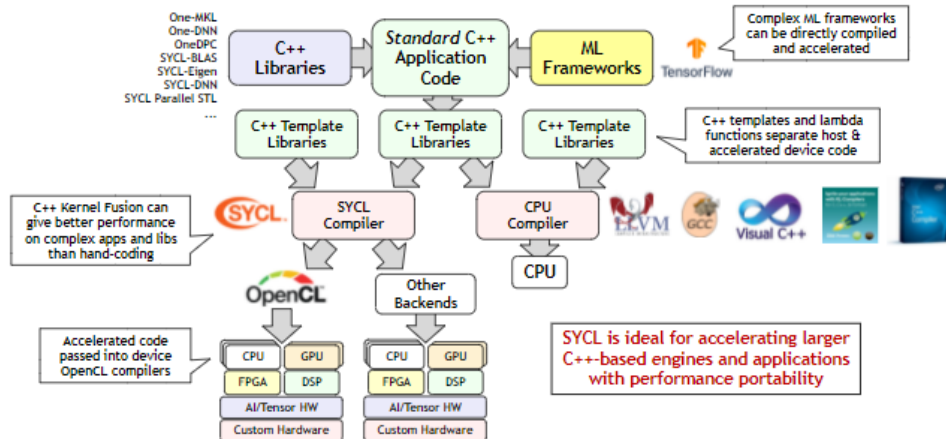 One-MKL
One-DNN
OneDPC
SYCL-BLAS
SYCL-Eigen
SYCL-DNN
SYCL Parallel STL
...
C++
Libraries
Standard C++
Application
Code
ML
Frameworks
TensorFlow
Complex ML frameworks
can be directly compiled
and accelerated
C++ Template
Libraries
C++ Template
Libraries
C++ Template
Libraries
C++ templates and lambda
functions separate host &
accelerated device code
C++ Kernel Fusion can
give better performance
on complex apps and libs
than hand-coding
SYCL
SYCL
Compiler
CPU
Compiler
LLVM
GCC
Visual C++
CPU
OpenCL
Other
Backends
Accelerated code
passed into device
OpenCL compilers
CPU
GPU
FPGA
DSP
AI/Tensor HW
Custom Hardware
CPU
GPU
FPGA
DSP
AI/Tensor HW
Custom Hardware
SYCL is ideal for accelerating larger
C++-based engines and applications
with performance portability